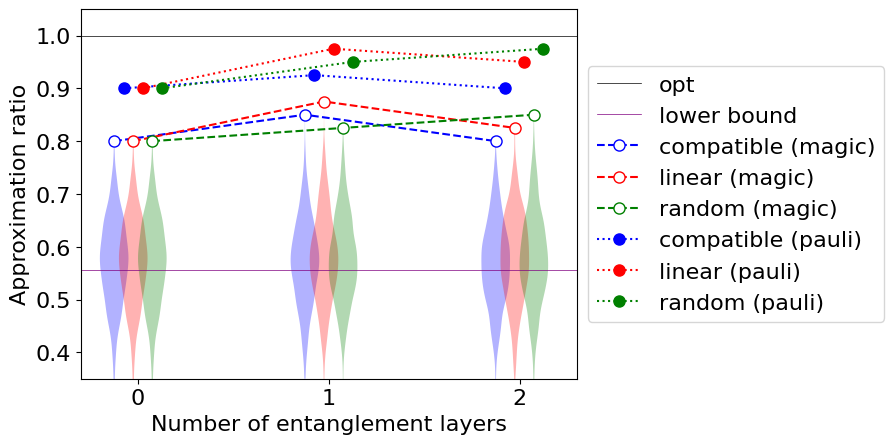 Approximation ratio
1.0
0.9
0.8
0.7
0.6
0.5
0.4
0 1 2
Number of entanglement layers
opt
lower bound
compatible (magic)
linear (magic)
random (magic)
compatible (pauli)
linear (pauli)
random (pauli)